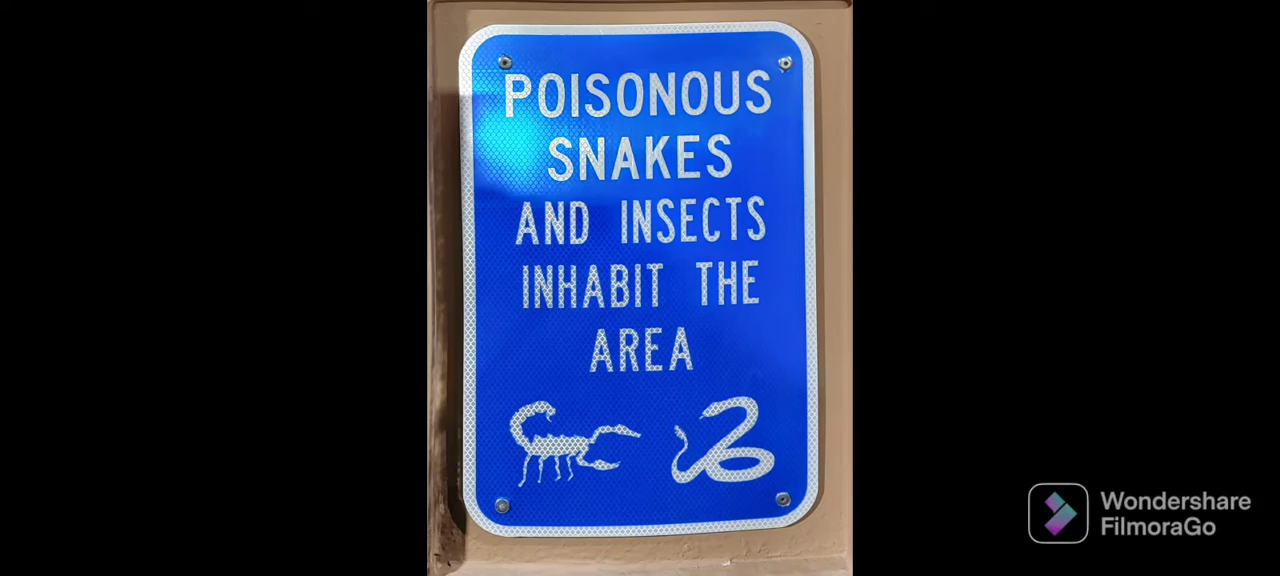 POISONOUS
SNAKES
AND INSECTS
INHABIT THE
AREA
Wondershare
FilmoraGo